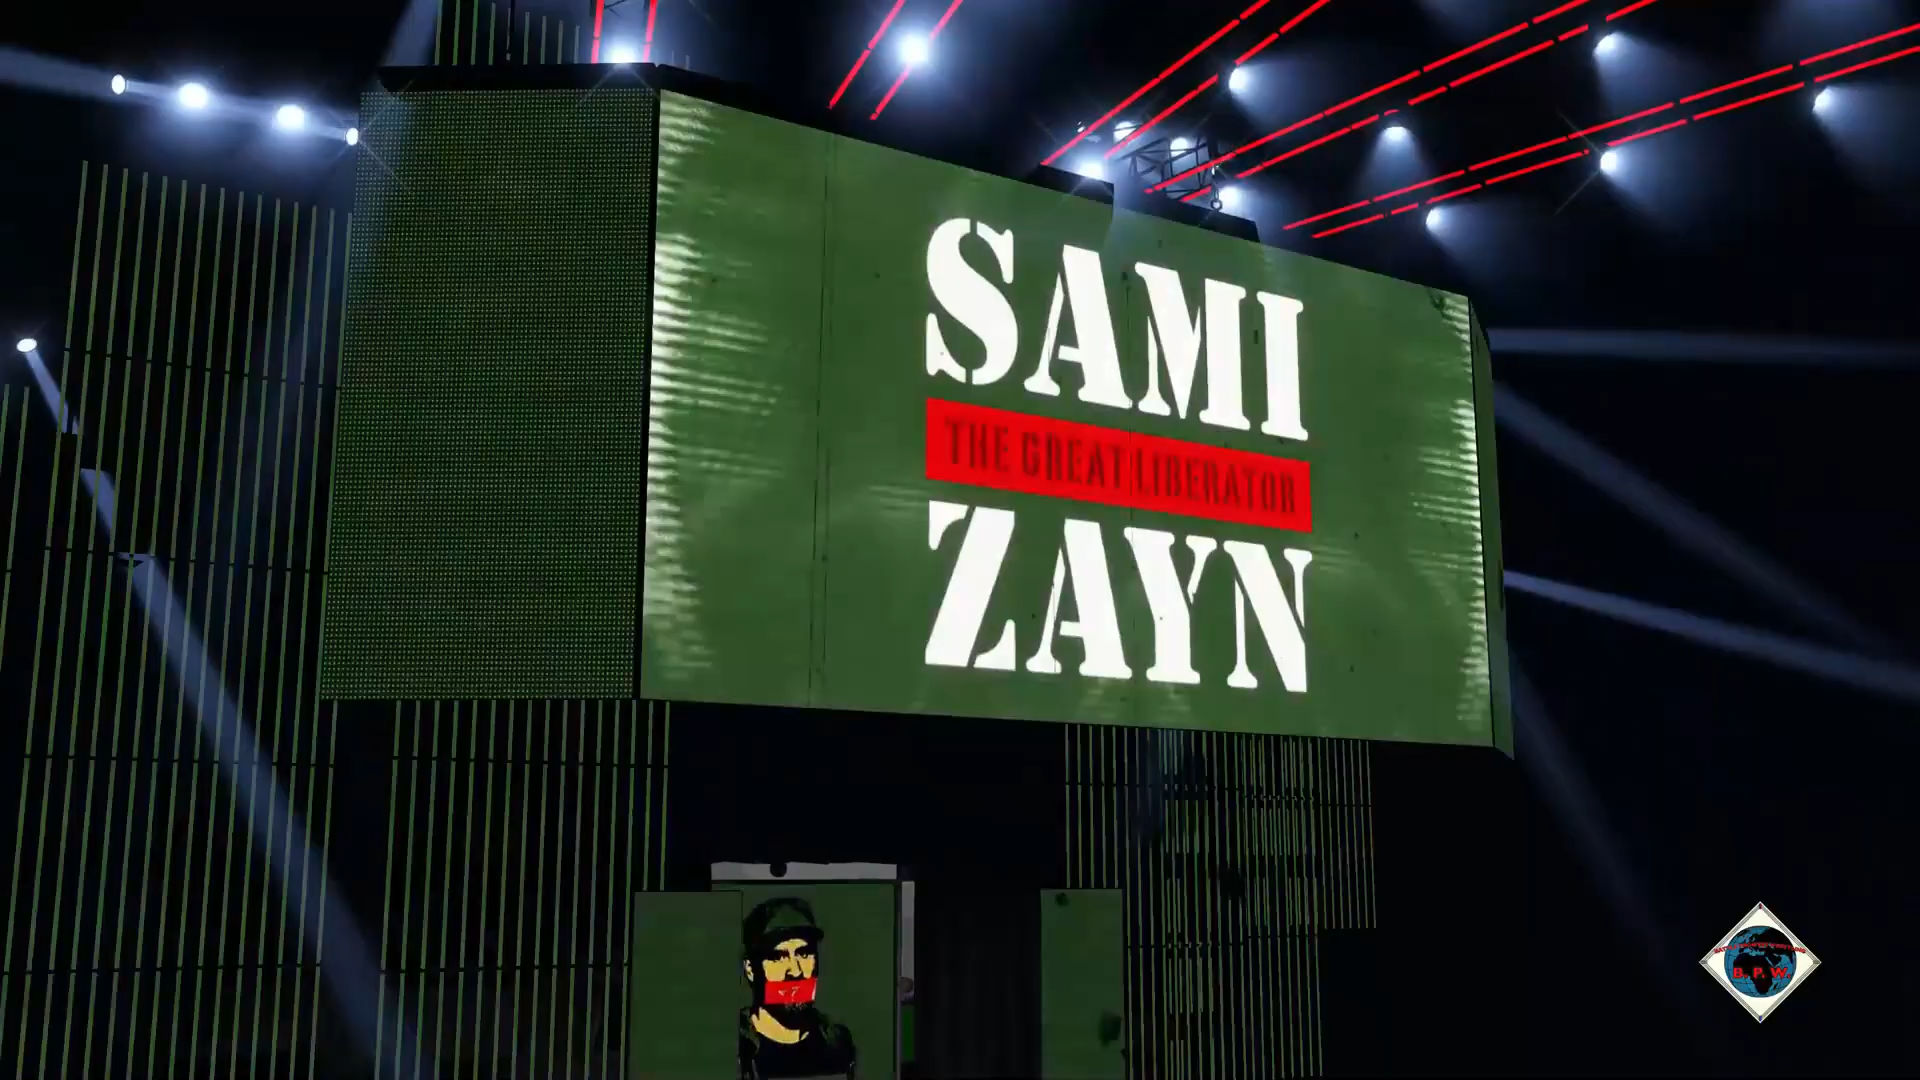 SAMI
THE GREAT LIBERATOR
ZAYN
B.P.W.